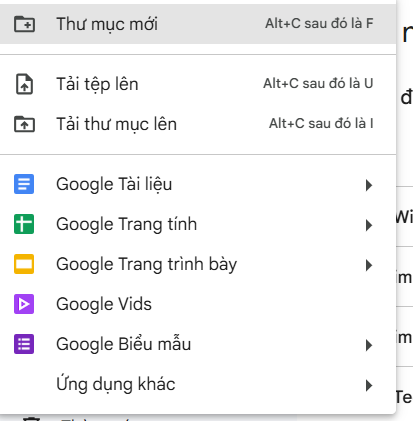 Thư mục mới Alt+C sau đó là F
Tải tệp lên Alt+C sau đó là U
Tải thư mục lên Alt+C sau đó là I
Google Tài liệu
Google Trang tính
Google Trang trình bày
Google Vids
Google Biểu mẫu
Ứng dụng khác